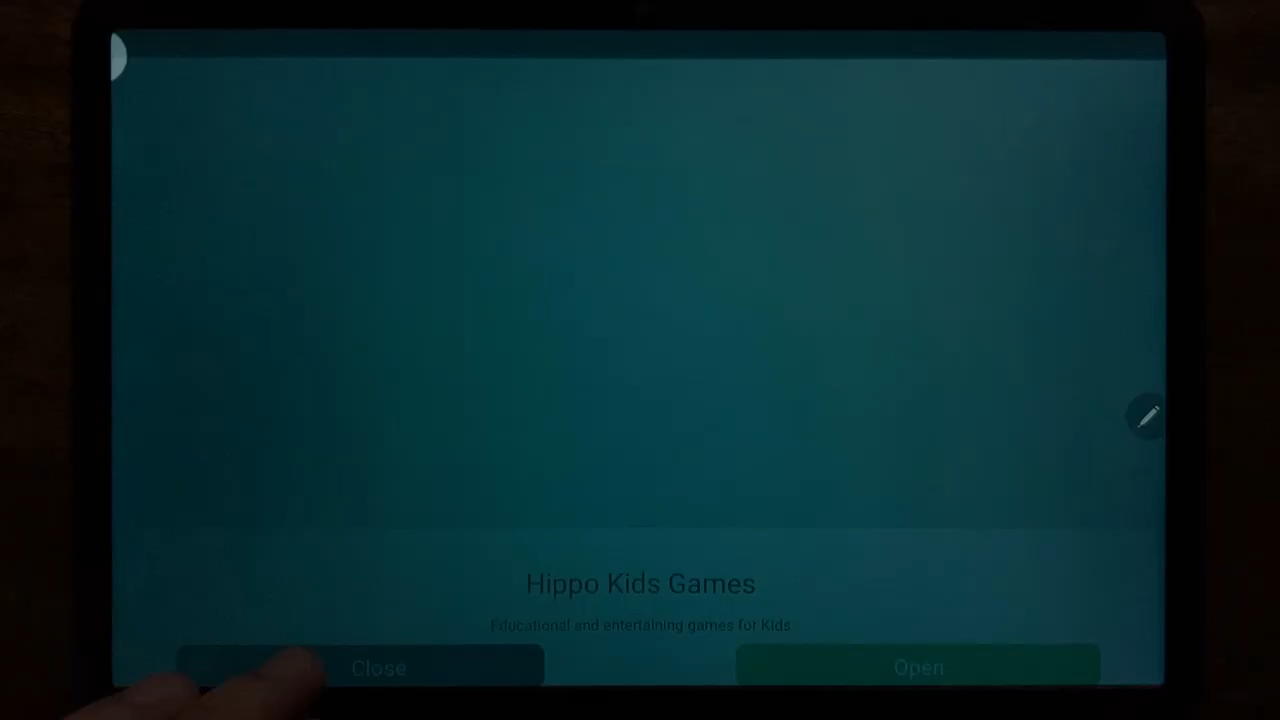 Hippo Kids Games
Educational and entertaining games for Kids
Close
Open